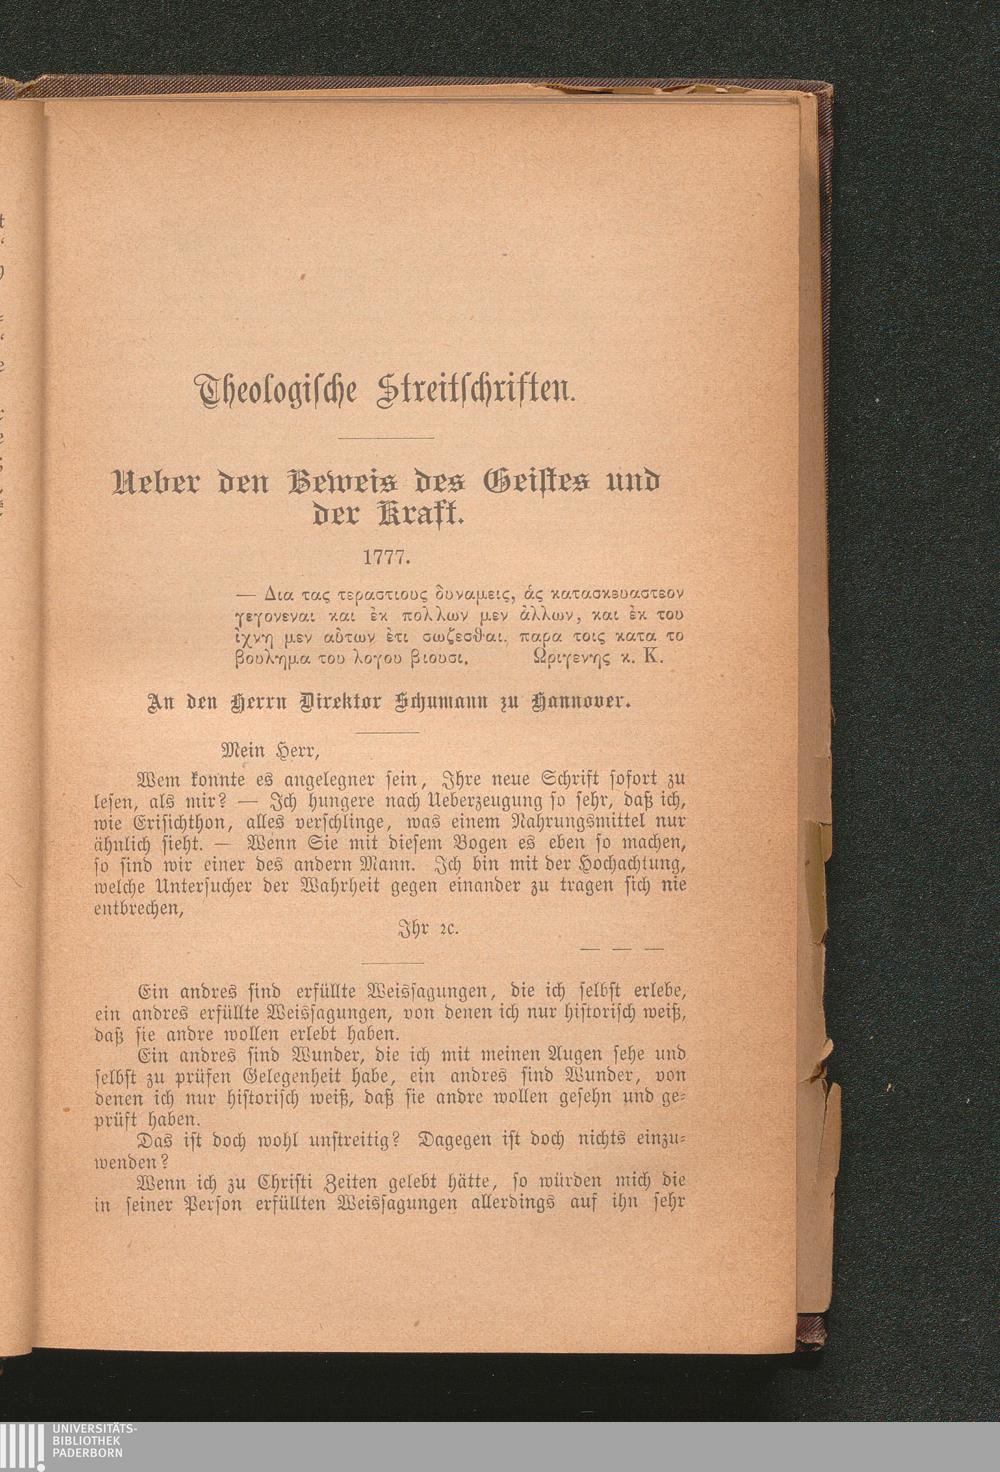 Theologische Streitschriften.
Ueber den Beweis des Geistes und
der Kraft.
1777.
— Δια τας τεραστιους δυναμεις, ἁς κατασκευαστεον
γεγονεναι και ἐκ πολλων μεν ἀλλων, και ἐκ του
ἰχνη μεν αὐτων ἐτι σωζεσθαι, παρα τοις κατα το
βουλημα του λογου βιουσι. Ὠριγενης κ. Κ.
An den Herrn Direktor Schumann zu Hannover.
Mein Herr,
Wem konnte es angelegner sein, Ihre neue Schrift sofort zu
lesen, als mir? — Ich hungere nach Ueberzeugung so sehr, daß ich,
wie Erisichthon, alles verschlinge, was einem Nahrungsmittel nur
ähnlich sieht. — Wenn Sie mit diesem Bogen es eben so machen,
so sind wir einer des andern Mann. Ich bin mit der Hochachtung,
welche Untersucher der Wahrheit gegen einander zu tragen sich nie
entbrechen,
Ihr ꝛc.
— — —
Ein andres sind erfüllte Weissagungen, die ich selbst erlebe,
ein andres erfüllte Weissagungen, von denen ich nur historisch weiß,
daß sie andre wollen erlebt haben.
Ein andres sind Wunder, die ich mit meinen Augen sehe und
selbst zu prüfen Gelegenheit habe, ein andres sind Wunder, von
denen ich nur historisch weiß, daß sie andre wollen gesehn und ge-
prüft haben.
Das ist doch wohl unstreitig? Dagegen ist doch nichts einzu-
wenden?
Wenn ich zu Christi Zeiten gelebt hätte, so würden mich die
in seiner Person erfüllten Weissagungen allerdings auf ihn sehr
UNIVERSITÄTS-
BIBLIOTHEK
PADERBORN